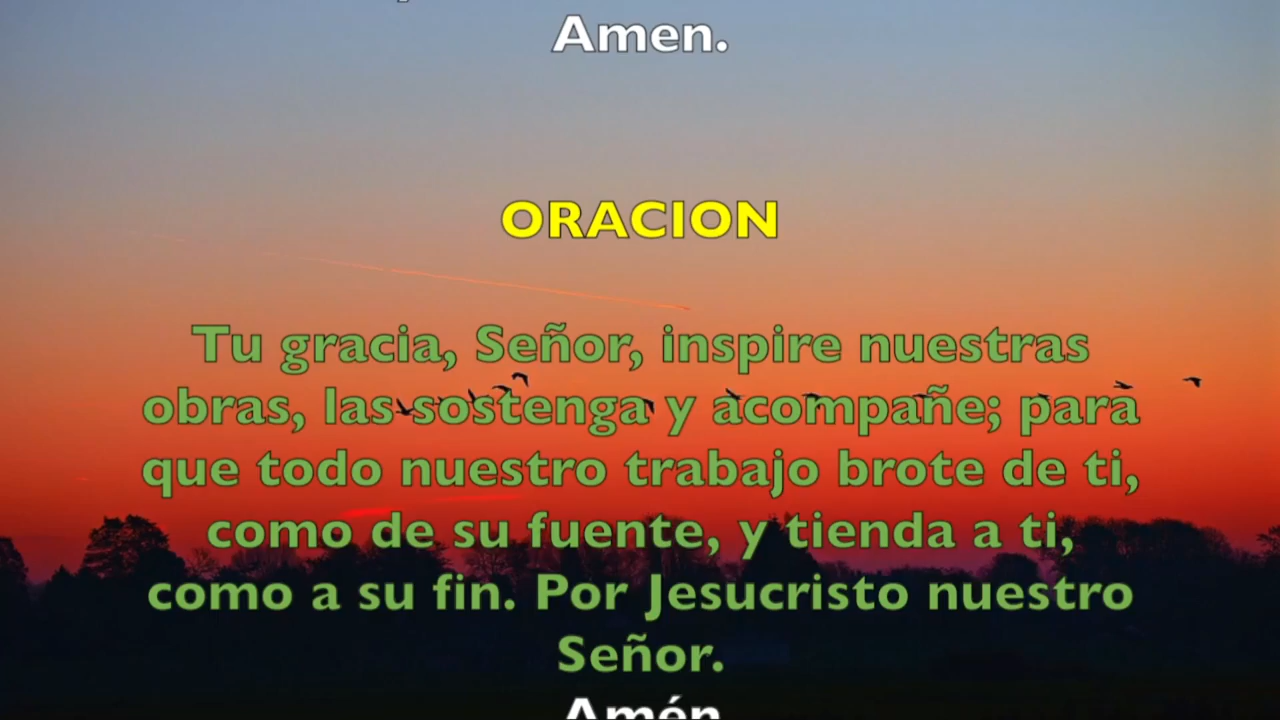 Amen.
ORACION
Tu gracia, Señor, inspire nuestras
obras, las sostenga y acompañe; para
que todo nuestro trabajo brote de ti,
como de su fuente, y tienda a ti,
como a su fin. Por Jesucristo nuestro
Señor.
Amén